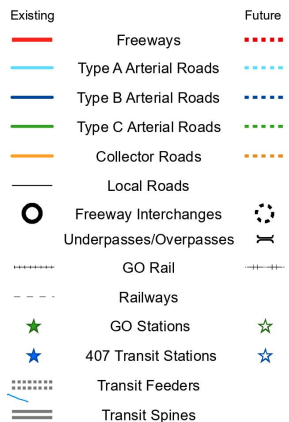 Existing Future
Freeways
Type A Arterial Roads
Type B Arterial Roads
Type C Arterial Roads
Collector Roads
Local Roads
Freeway Interchanges
Underpasses/Overpasses
GO Rail
Railways
GO Stations
407 Transit Stations
Transit Feeders
Transit Spines